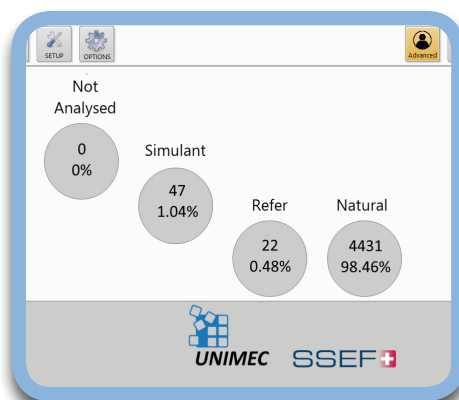 SETUP
OPTIONS
Advanced
Not
Analysed
0
0%
Simulant
47
1.04%
Refer
22
0.48%
Natural
4431
98.46%
UNIMEC
SSEF